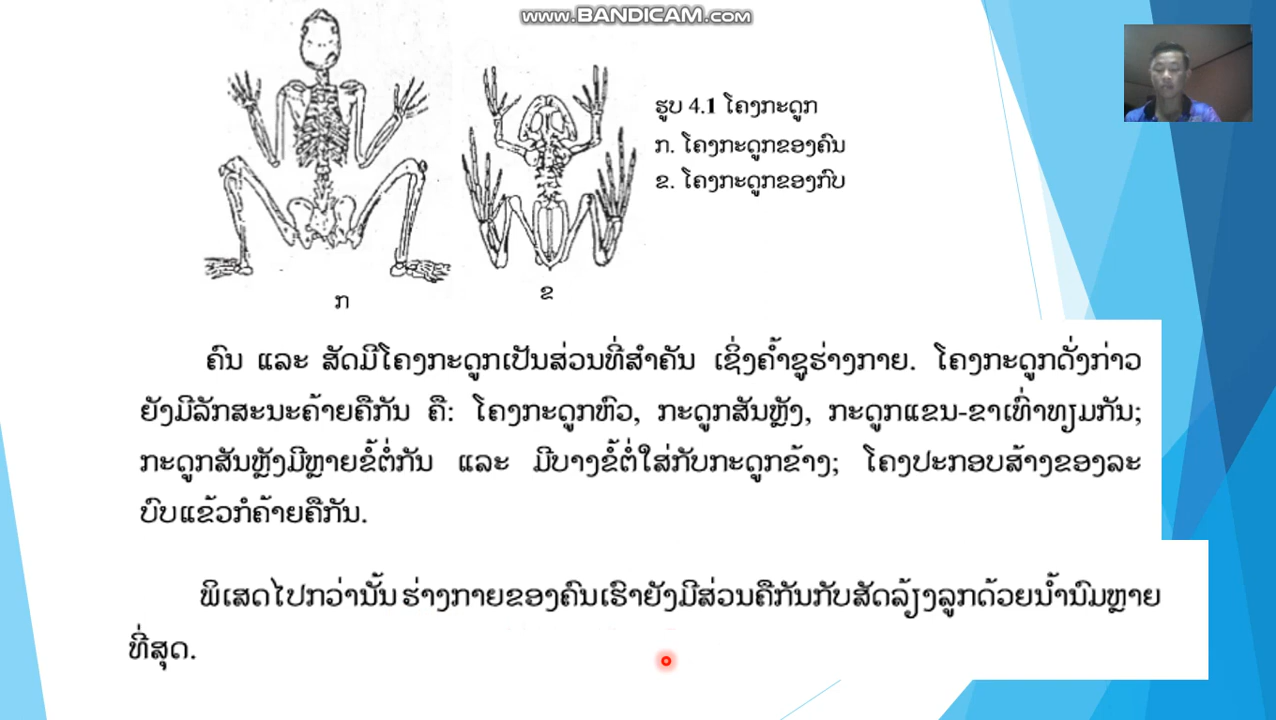 www.BANDICAM.com
ຮູບ 4.1 ໂຄງກະດູກ
ກ. ໂຄງກະດູກຂອງຄົນ
ຂ. ໂຄງກະດູກຂອງກົບ
ກ
ຂ
ຄົນ ແລະ ສັດມີໂຄງກະດູກເປັນສ່ວນທີ່ສຳຄັນ ເຊິ່ງຄ້ຳຊູຮ່າງກາຍ. ໂຄງກະດູກດັ່ງກ່າວ
ຍັງມີລັກສະນະຄ້າຍຄືກັນ ຄື: ໂຄງກະດູກຫົວ, ກະດູກສັນຫຼັງ, ກະດູກແຂນ-ຂາເທົ່າທຽມກັນ;
ກະດູກສັນຫຼັງມີຫຼາຍຂໍ້ຕໍ່ກັນ ແລະ ມີບາງຂໍ້ຕໍ່ໃສ່ກັບກະດູກຂ້າງ; ໂຄງປະກອບສ້າງຂອງລະ
ບົບແຂ້ວກໍຄ້າຍຄືກັນ.
ພິເສດໄປກວ່ານັ້ນຮ່າງກາຍຂອງຄົນເຮົາຍັງມີສ່ວນຄືກັນກັບສັດລ້ຽງລູກດ້ວຍນ້ຳນົມຫຼາຍ
ທີ່ສຸດ.